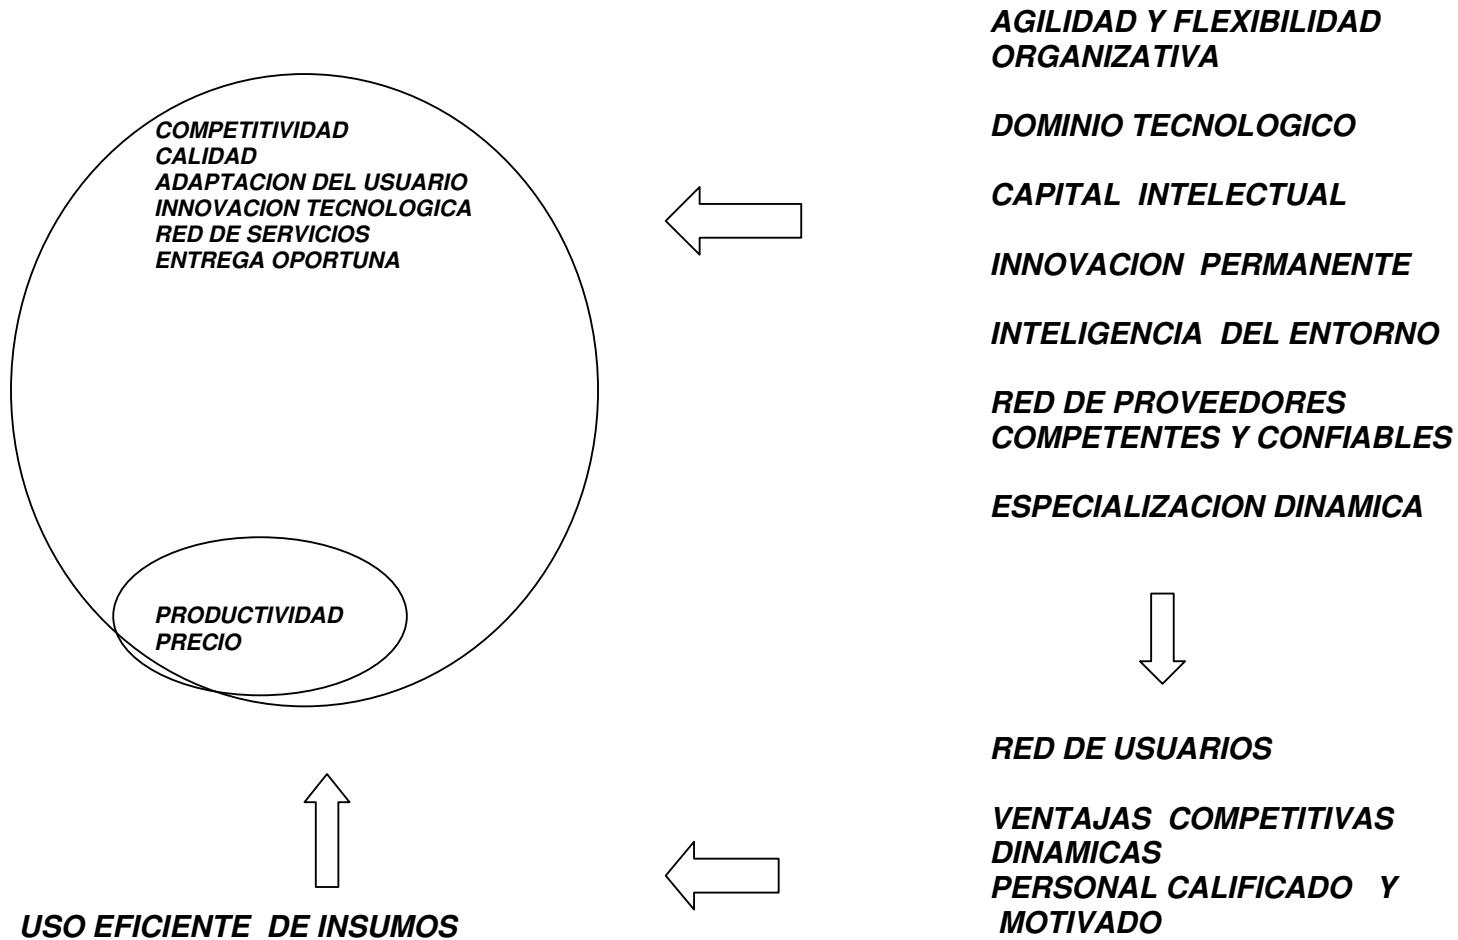 COMPETITIVIDAD
CALIDAD
ADAPTACION DEL USUARIO
INNOVACION TECNOLOGICA
RED DE SERVICIOS
ENTREGA OPORTUNA
PRODUCTIVIDAD
PRECIO
USO EFICIENTE DE INSUMOS
AGILIDAD Y FLEXIBILIDAD
ORGANIZATIVA
DOMINIO TECNOLOGICO
CAPITAL INTELECTUAL
INNOVACION PERMANENTE
INTELIGENCIA DEL ENTORNO
RED DE PROVEEDORES
COMPETENTES Y CONFIABLES
ESPECIALIZACION DINAMICA
RED DE USUARIOS
VENTAJAS COMPETITIVAS
DINAMICAS
PERSONAL CALIFICADO Y
MOTIVADO